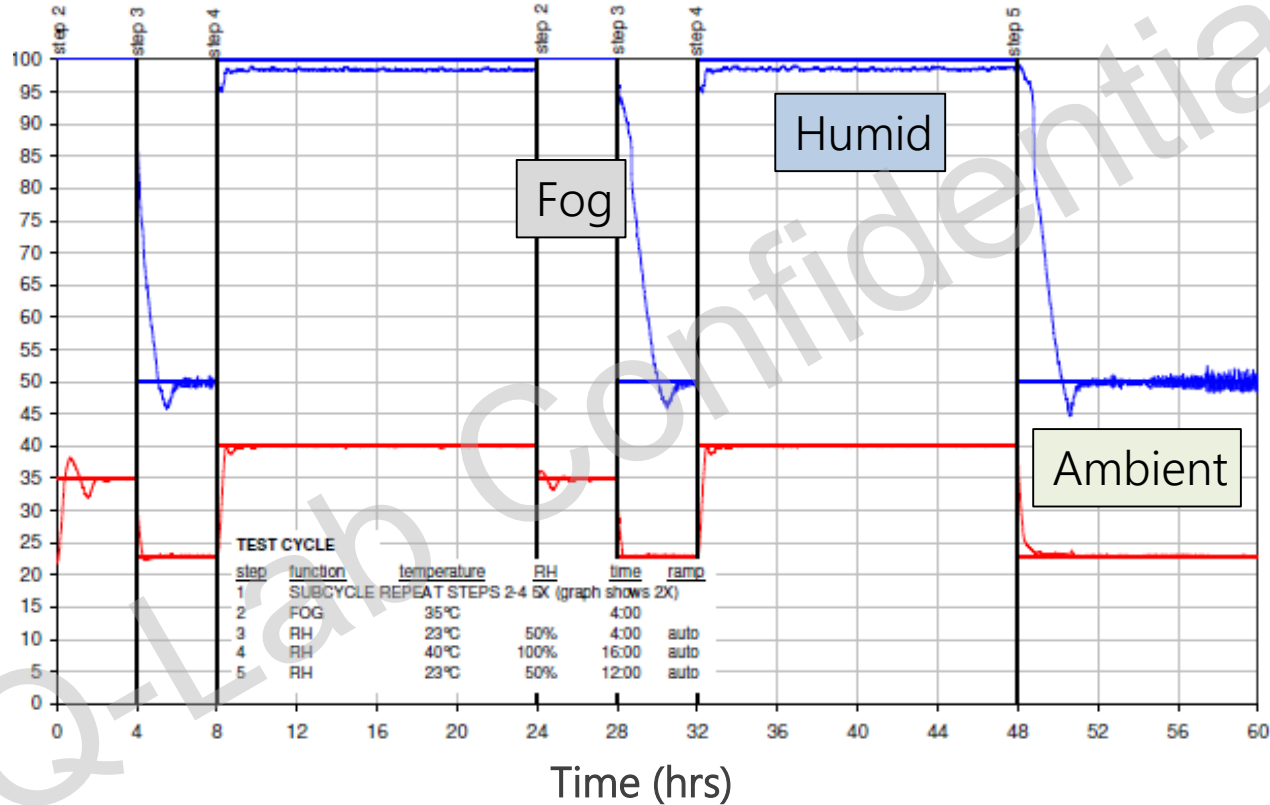 step 2 step 3 step 4 step 2 step 3 step 4 step 5
100
95
90
85
80
75
70
65
60
55
50
45
40
35
30
25
20
15
10
5
0
Humid
Fog
Ambient
TEST CYCLE
step function temperature RH time ramp
1 SUBCYCLE REPEAT STEPS 2-4 5X (graph shows 2X)
2 FOG 35°C 4:00
3 RH 23°C 50% 4:00 auto
4 RH 40°C 100% 16:00 auto
5 RH 23°C 50% 12:00 auto
0 4 8 12 16 20 24 28 32 36 40 44 48 52 56 60
Time (hrs)
Q-Lab Confidential